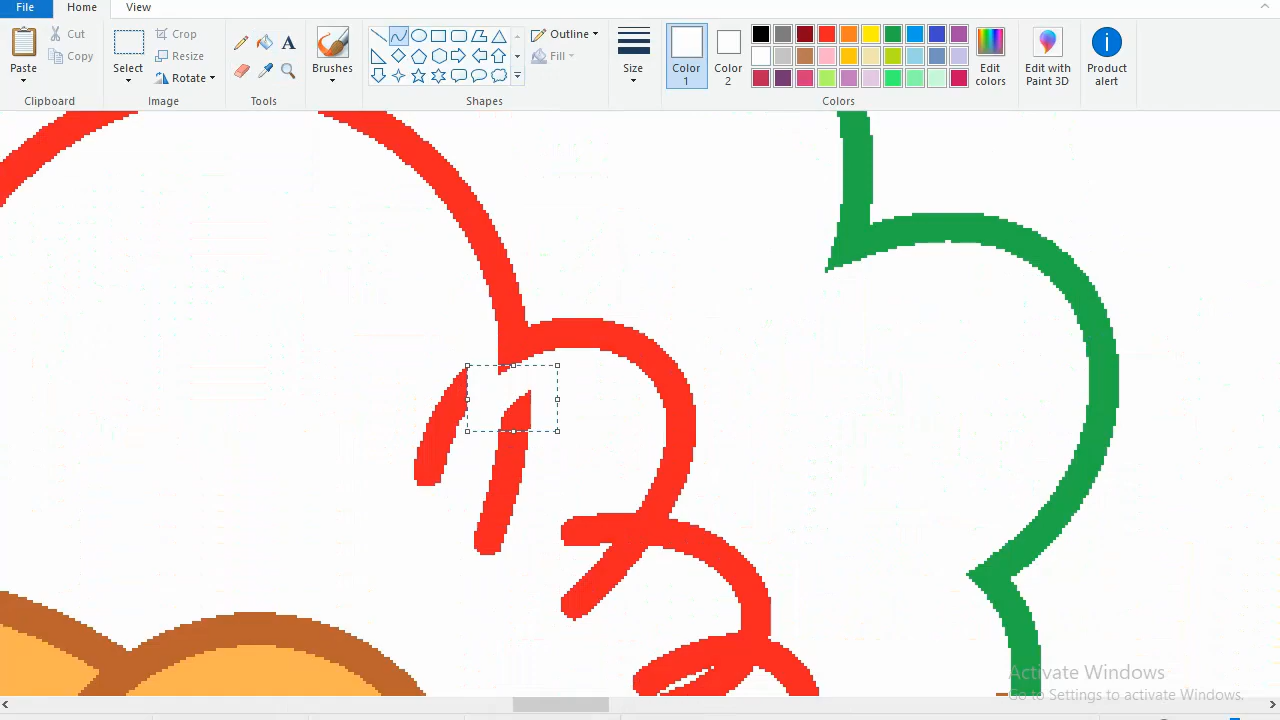 File
Home
View
Paste
Cut
Copy
Clipboard
Select
Crop
Resize
Rotate
Image
A
Tools
Brushes
Shapes
Outline
Fill
Size
Color
1
Color
2
Edit
colors
Colors
Edit with
Paint 3D
Product
alert
Activate Windows
Go to Settings to activate Windows.